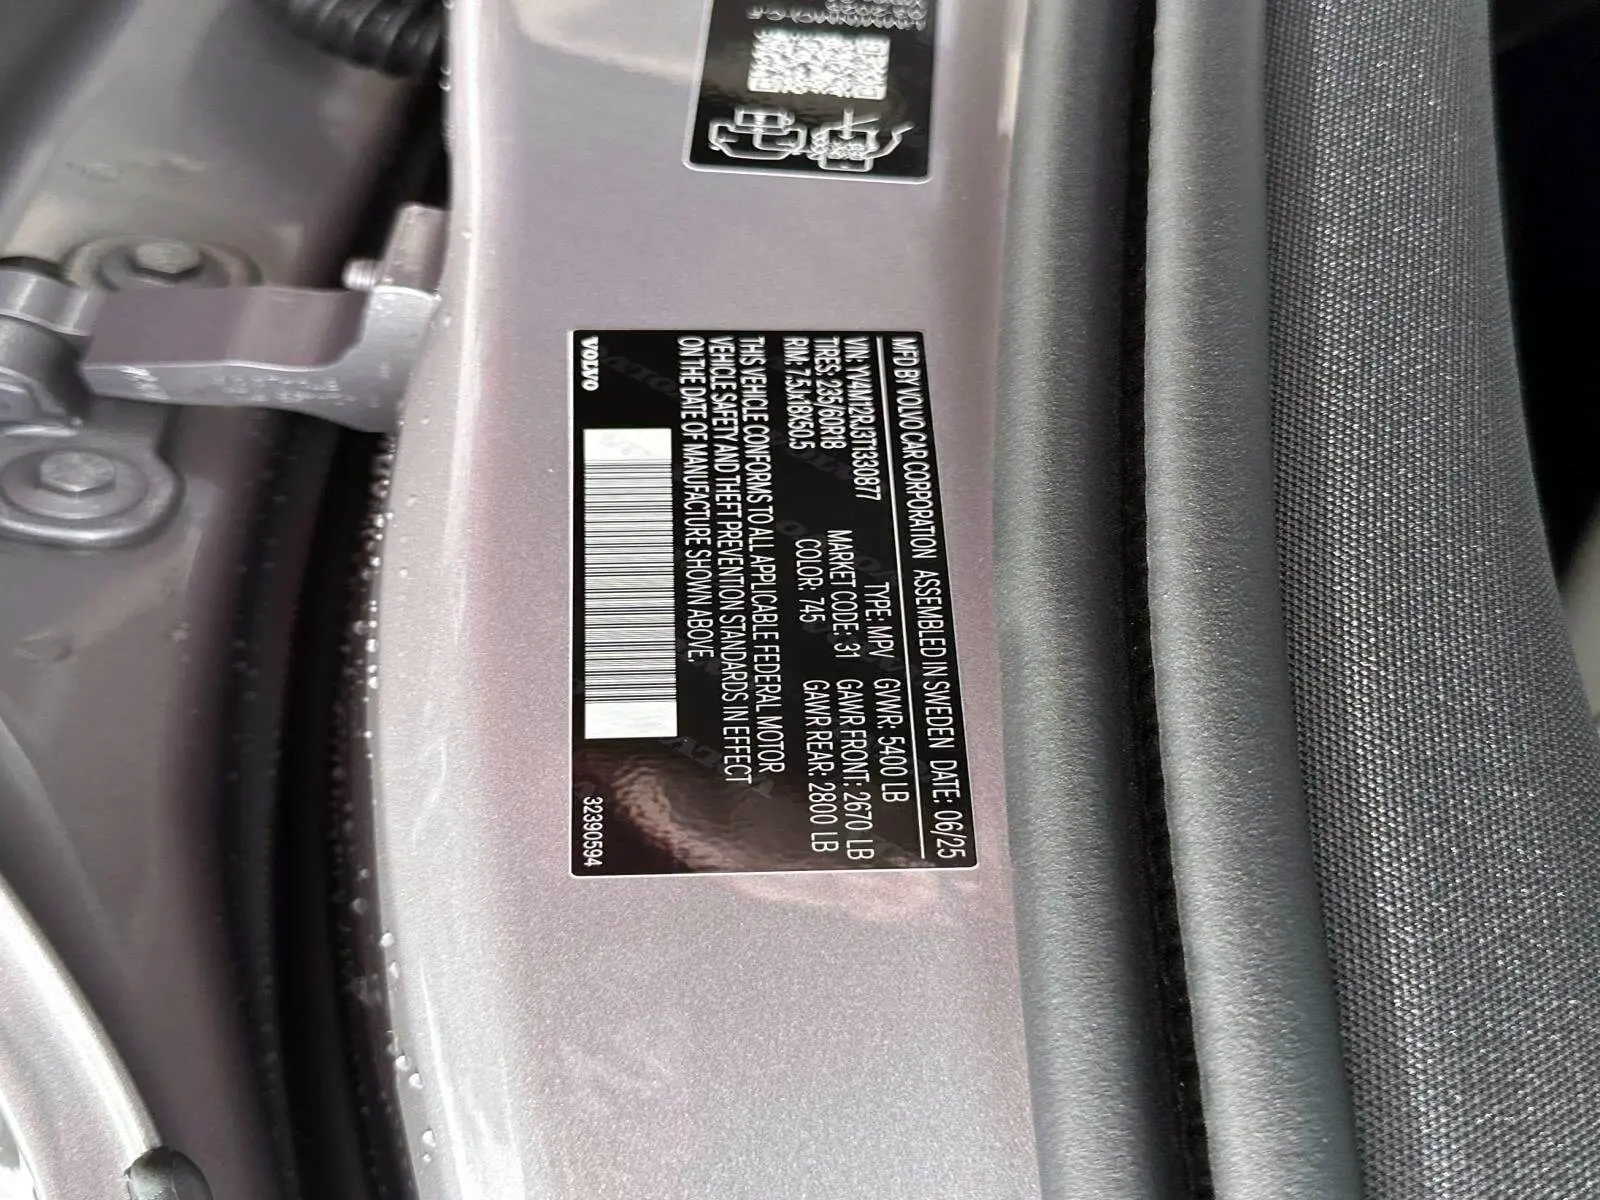 MFD BY VOLVO CAR CORPORATION ASSEMBLED IN SWEDEN DATE: 06/25
TYPE: MPV GVWR: 5400 LB
VIN: YV4M12RJ3T1330877 MARKET CODE: 31 GAWR FRONT: 2670 LB
TIRES: 235/60R18 COLOR: 745 GAWR REAR: 2800 LB
RIM: 7.5Jx18X50.5
THIS VEHICLE CONFORMS TO ALL APPLICABLE FEDERAL MOTOR
VEHICLE SAFETY AND THEFT PREVENTION STANDARDS IN EFFECT
ON THE DATE OF MANUFACTURE SHOWN ABOVE.
VOLVO 32390594